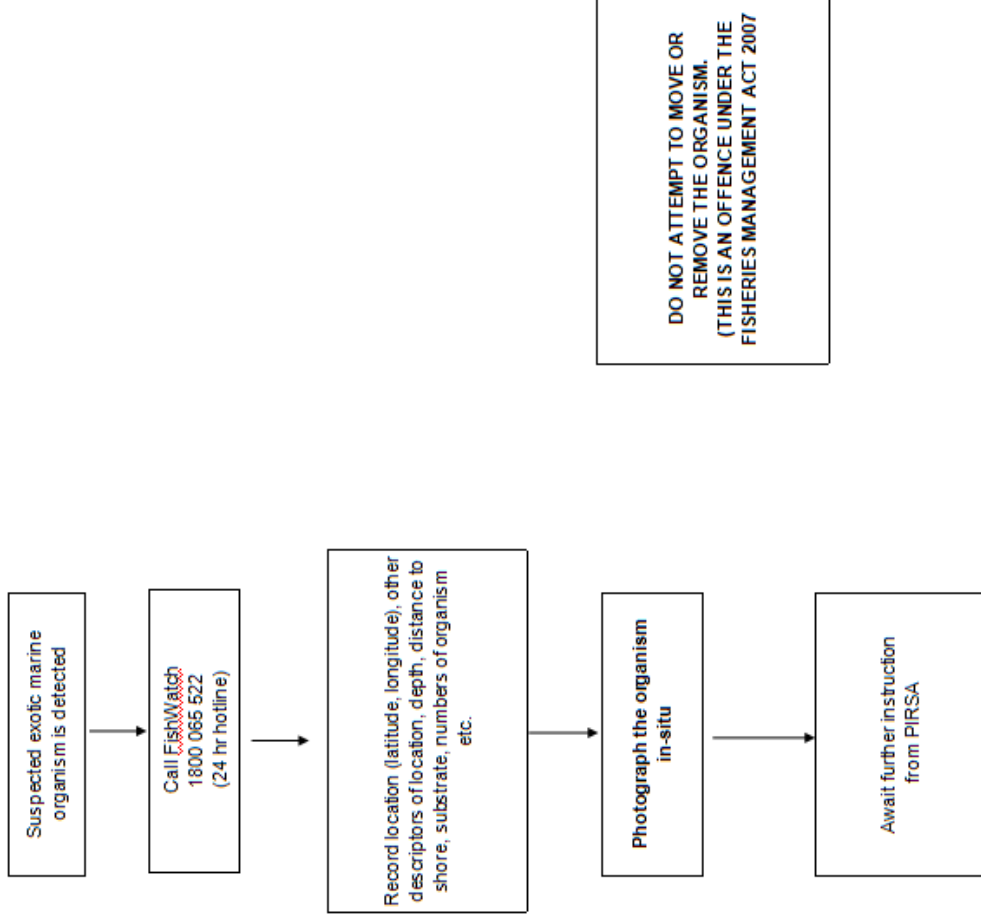 Suspected exotic marine
organism is detected
Call FishWatch
1800 065 522
(24 hr hotline)
Record location (latitude, longitude), other
descriptors of location, depth, distance to
shore, substrate, numbers of organism
etc.
Photograph the organism
in-situ
Await further instruction
from PIRSA
DO NOT ATTEMPT TO MOVE OR
REMOVE THE ORGANISM.
(THIS IS AN OFFENCE UNDER THE
FISHERIES MANAGEMENT ACT 2007